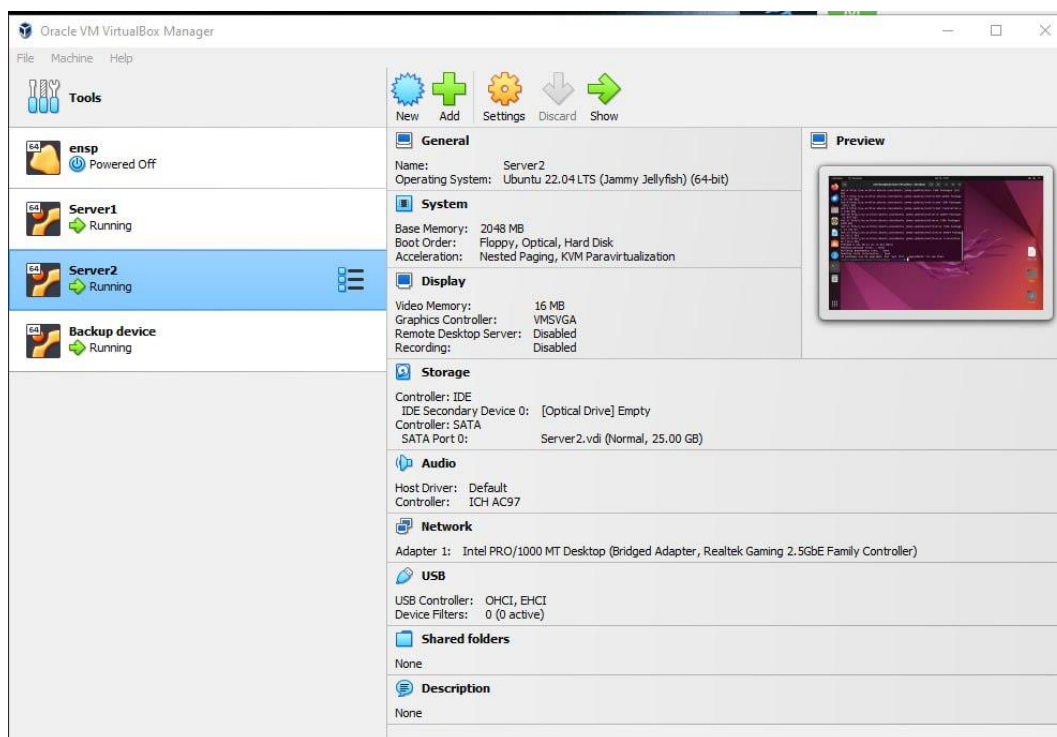 Oracle VM VirtualBox Manager
File Machine Help
Tools
New Add Settings Discard Show
64 ensp
Powered Off
64 Server1
Running
64 Server2
Running
64 Backup device
Running
General
Name: Server2
Operating System: Ubuntu 22.04 LTS (Jammy Jellyfish) (64-bit)
System
Base Memory: 2048 MB
Boot Order: Floppy, Optical, Hard Disk
Acceleration: Nested Paging, KVM Paravirtualization
Display
Video Memory: 16 MB
Graphics Controller: VMSVGA
Remote Desktop Server: Disabled
Recording: Disabled
Storage
Controller: IDE
IDE Secondary Device 0: [Optical Drive] Empty
Controller: SATA
SATA Port 0: Server2.vdi (Normal, 25.00 GB)
Audio
Host Driver: Default
Controller: ICH AC97
Network
Adapter 1: Intel PRO/1000 MT Desktop (Bridged Adapter, Realtek Gaming 2.5GbE Family Controller)
USB
USB Controller: OHCI, EHCI
Device Filters: 0 (0 active)
Shared folders
None
Description
None
Preview